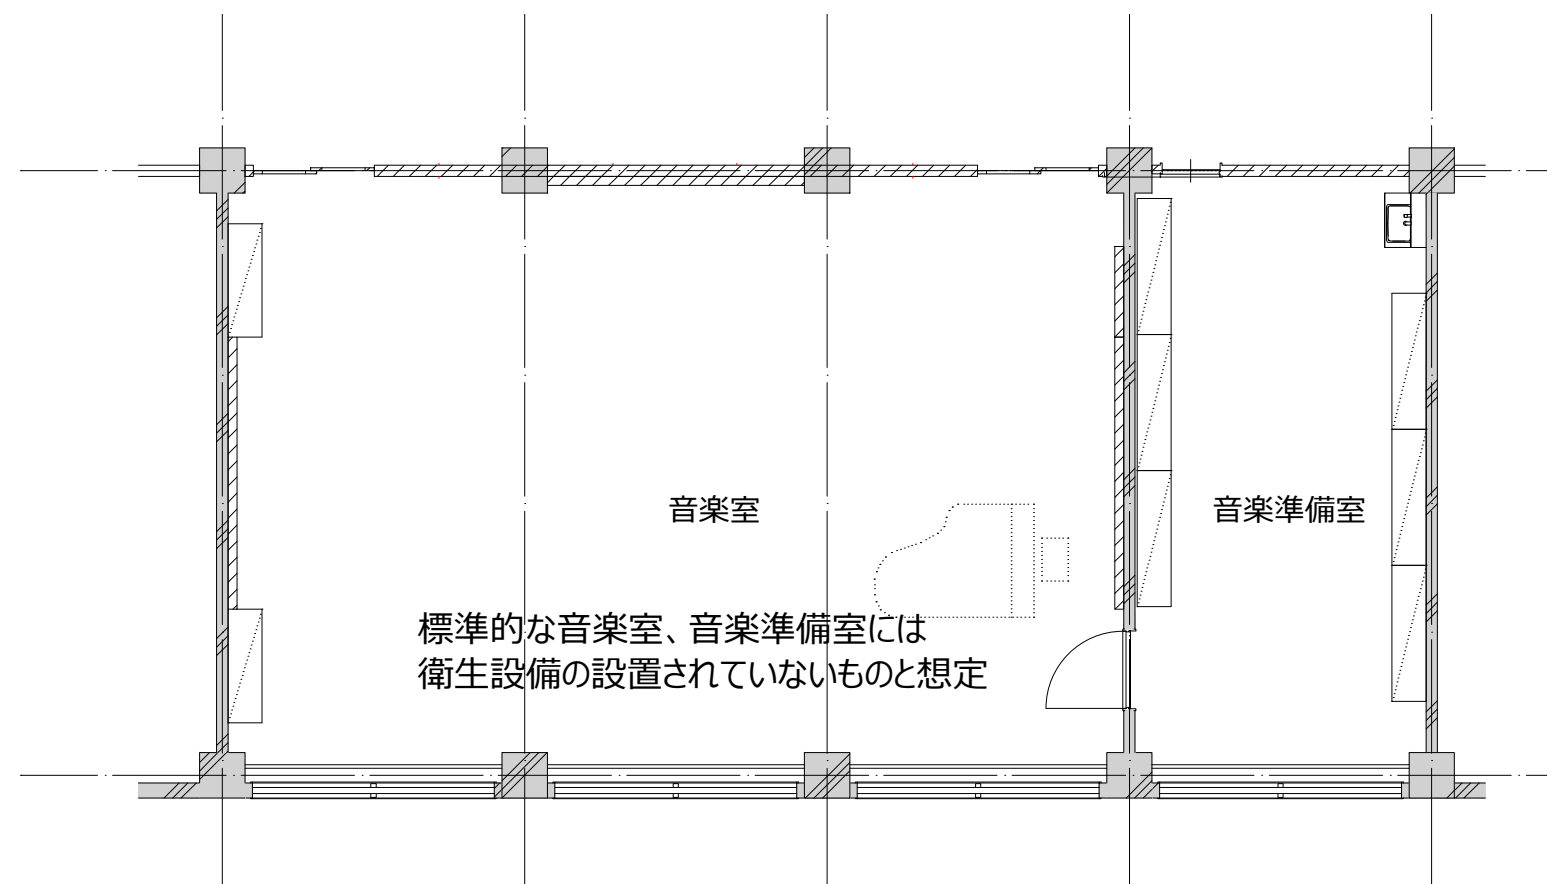 音楽室
音楽準備室
標準的な音楽室、音楽準備室には
衛生設備の設置されていないものと想定